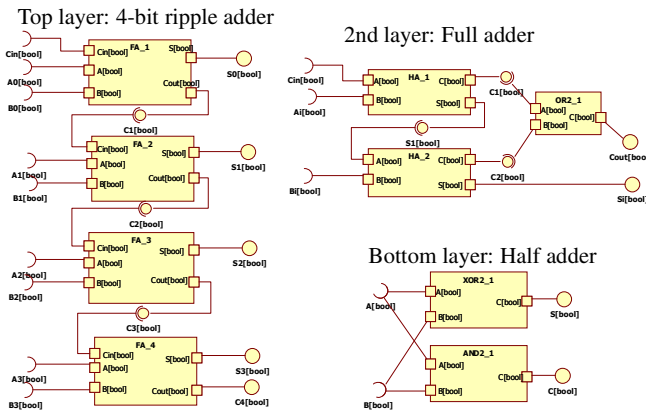 Top layer: 4-bit ripple adder
Cin[bool]
A0[bool]
B0[bool]
FA_1
Cin[bool]
A[bool]
B[bool]
S[bool]
Cout[bool]
S0[bool]
C1[bool]
A1[bool]
B1[bool]
FA_2
Cin[bool]
A[bool]
B[bool]
S[bool]
Cout[bool]
S1[bool]
C2[bool]
A2[bool]
B2[bool]
FA_3
Cin[bool]
A[bool]
B[bool]
S[bool]
Cout[bool]
S2[bool]
C3[bool]
A3[bool]
B3[bool]
FA_4
Cin[bool]
A[bool]
B[bool]
S[bool]
Cout[bool]
S3[bool]
C4[bool]
2nd layer: Full adder
Cin[bool]
Ai[bool]
HA_1
A[bool]
B[bool]
C[bool]
S[bool]
C1[bool]
OR2_1
A[bool]
B[bool]
C[bool]
Cout[bool]
S1[bool]
Bi[bool]
HA_2
A[bool]
B[bool]
C[bool]
S[bool]
C2[bool]
Si[bool]
Bottom layer: Half adder
A[bool]
B[bool]
XOR2_1
A[bool]
B[bool]
C[bool]
S[bool]
AND2_1
A[bool]
B[bool]
C[bool]
C[bool]